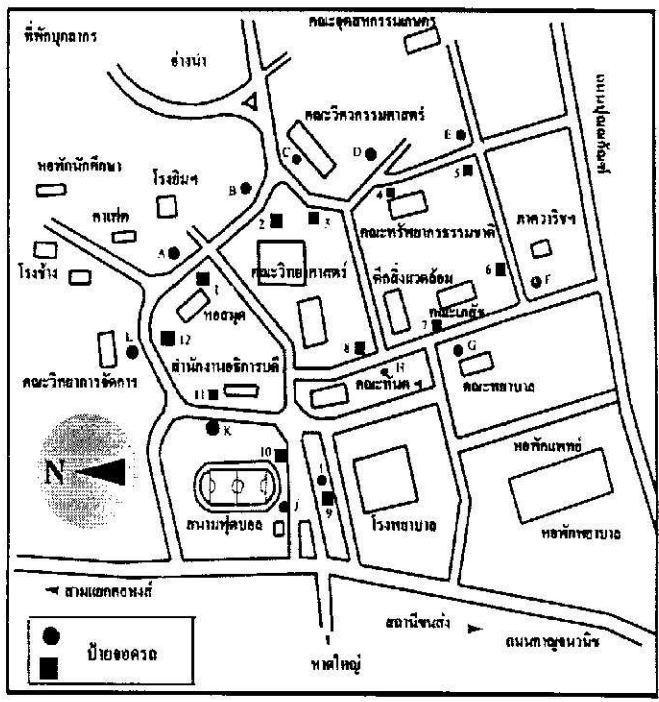 ที่พักบุคลากร
คณะอุตสาหกรรมเกษตร
อ่างน้ำ
ถนนปุณณกัณฑ์
คณะวิศวกรรมศาสตร์
D
E
C
หอพักนักศึกษา
โรงยิมฯ
B
4
5
คาเฟต
2
3
ภาควาริชฯ
คณะทรัพยากรธรรมชาติ
A
โรงช้าง
1
คณะวิทยาศาสตร์
ตึกสิ่งแวดล้อม
6
F
หอสมุด
คณะเภสัช
7
L
12
8
G
สำนักงานอธิการบดี
H
คณะวิทยาการจัดการ
คณะทันต ฯ
คณะพยาบาล
11
K
N
10
หอพักแพทย์
I
9
J
สนามฟุตบอล
โรงพยาบาล
หอพักพยาบาล
สามแยกคอหงส์
สถานีขนส่ง
ถนนกาญจนวนิช
ป้ายจอดรถ
หาดใหญ่